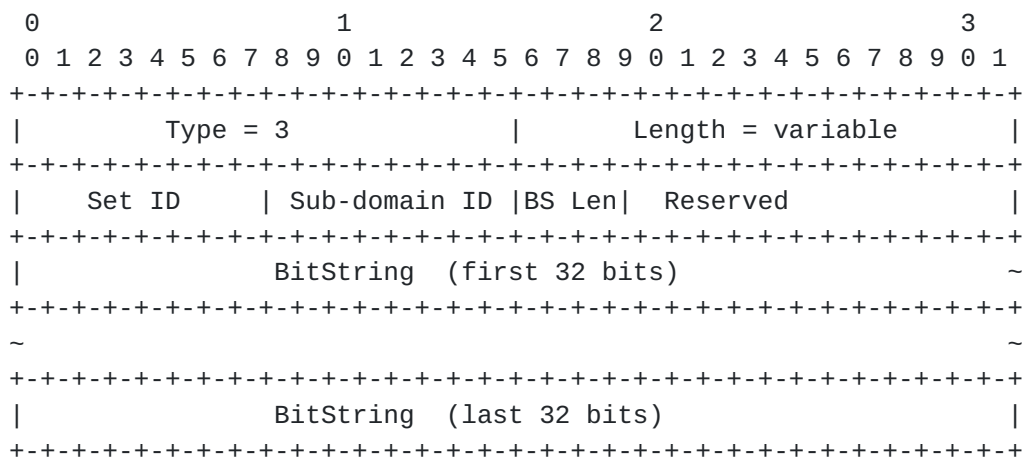 0                   1                   2                   3
 0 1 2 3 4 5 6 7 8 9 0 1 2 3 4 5 6 7 8 9 0 1 2 3 4 5 6 7 8 9 0 1
+-+-+-+-+-+-+-+-+-+-+-+-+-+-+-+-+-+-+-+-+-+-+-+-+-+-+-+-+-+-+-+-+
|         Type = 3              |       Length = variable       |
+-+-+-+-+-+-+-+-+-+-+-+-+-+-+-+-+-+-+-+-+-+-+-+-+-+-+-+-+-+-+-+-+
|    Set ID     | Sub-domain ID |BS Len|  Reserved              |
+-+-+-+-+-+-+-+-+-+-+-+-+-+-+-+-+-+-+-+-+-+-+-+-+-+-+-+-+-+-+-+-+
|                BitString  (first 32 bits)                     ~
+-+-+-+-+-+-+-+-+-+-+-+-+-+-+-+-+-+-+-+-+-+-+-+-+-+-+-+-+-+-+-+-+
~                                                               ~
+-+-+-+-+-+-+-+-+-+-+-+-+-+-+-+-+-+-+-+-+-+-+-+-+-+-+-+-+-+-+-+-+
|                BitString  (last 32 bits)                      |
+-+-+-+-+-+-+-+-+-+-+-+-+-+-+-+-+-+-+-+-+-+-+-+-+-+-+-+-+-+-+-+-+